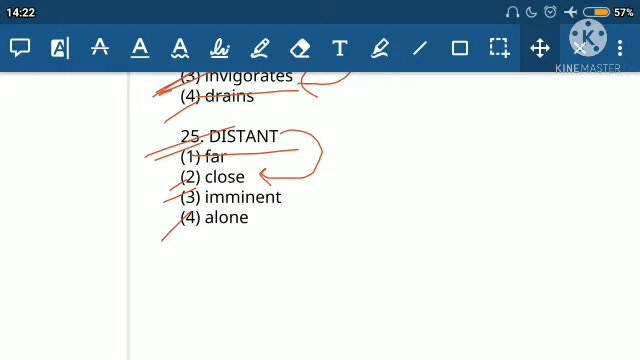 14:22
57%
A
A
A
A
T
K
KINEMASTER
(3) invigorates
(4) drains
25. DISTANT
(1) far
(2) close
(3) imminent
(4) alone